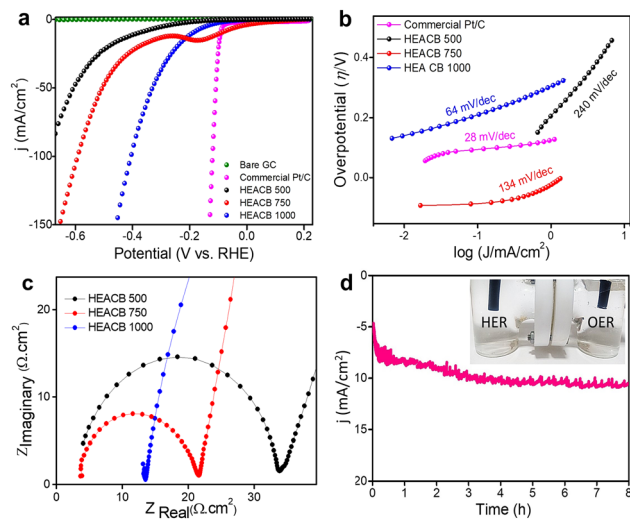 a
j (mA/cm²)
0
-50
-100
-150
Bare GC
Commercial Pt/C
HEACB 500
HEACB 750
HEACB 1000
-0.6
-0.4
-0.2
0.0
0.2
Potential (V vs. RHE)
b
Overpotential (η/V)
0.4
0.2
0.0
Commercial Pt/C
HEACB 500
HEACB 750
HEA CB 1000
64 mV/dec
28 mV/dec
240 mV/dec
134 mV/dec
-2
-1
0
1
log (J/mA/cm²)
c
Z Imaginary (Ω.cm²)
20
10
0
HEACB 500
HEACB 750
HEACB 1000
0
10
20
30
Z Real(Ω.cm²)
d
j (mA/cm²)
0
5
10
15
20
HER
OER
0
1
2
3
4
5
6
7
8
Time (h)